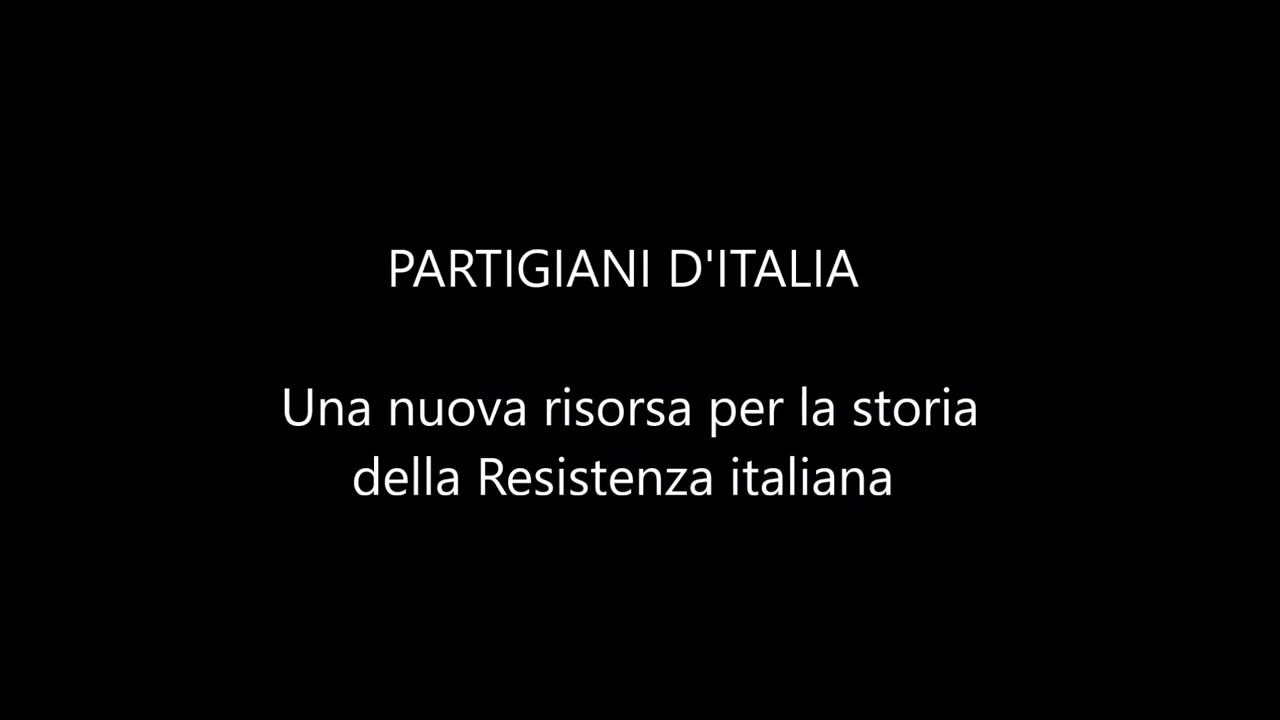 PARTIGIANI D'ITALIA
Una nuova risorsa per la storia
della Resistenza italiana